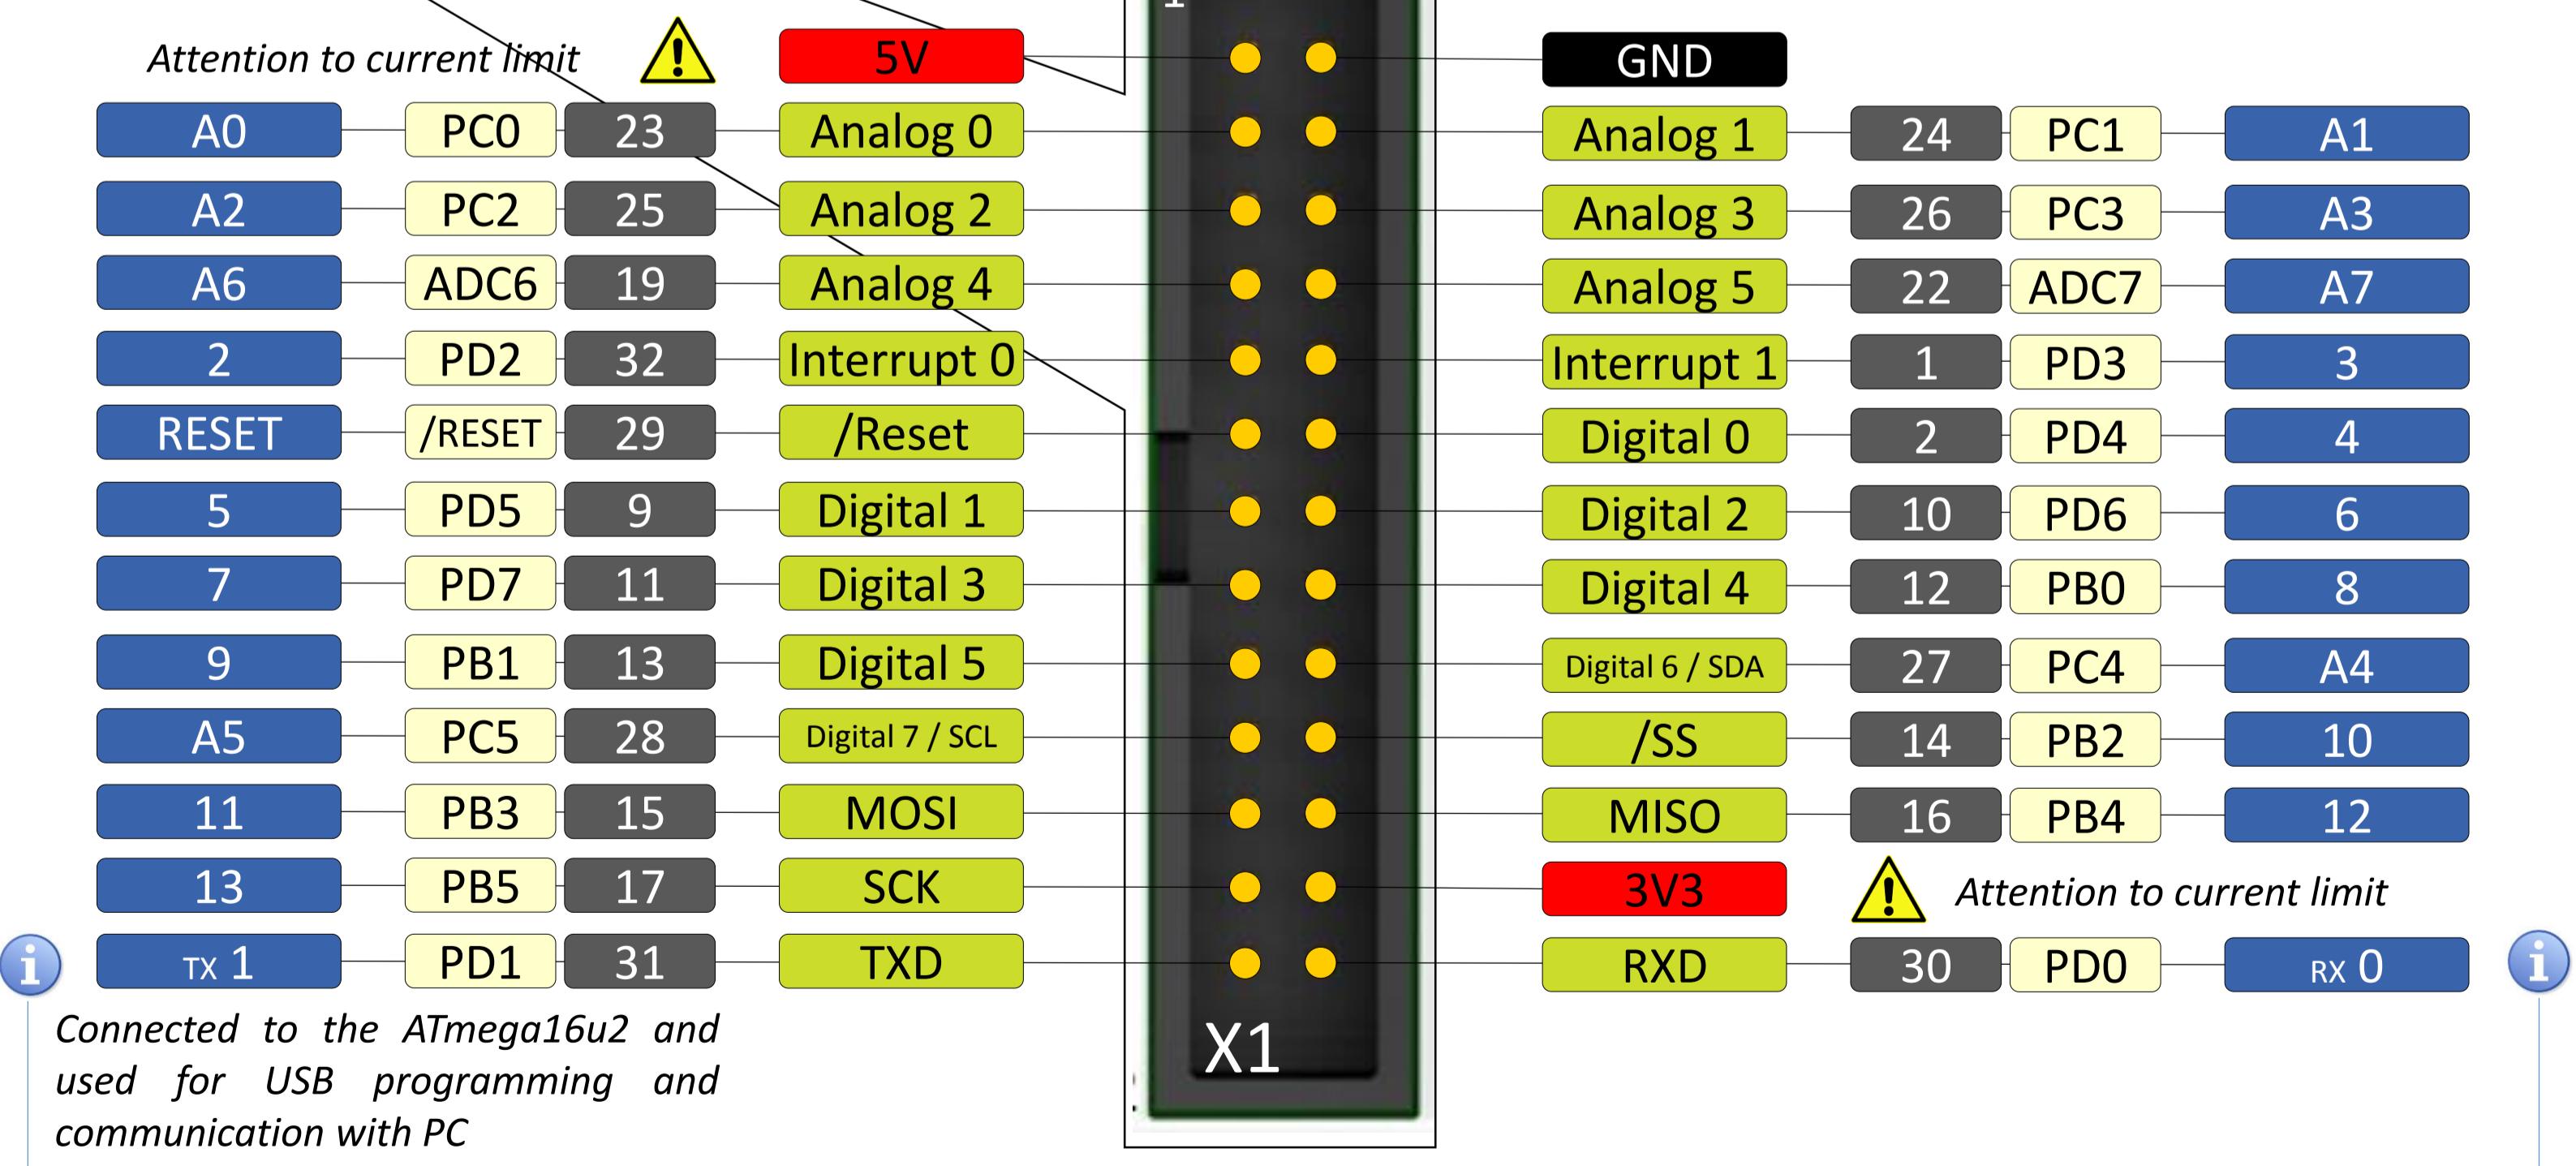 1
Attention to current limit 5V GND
A0 PC0 23 Analog 0 Analog 1 24 PC1 A1
A2 PC2 25 Analog 2 Analog 3 26 PC3 A3
A6 ADC6 19 Analog 4 Analog 5 22 ADC7 A7
2 PD2 32 Interrupt 0 Interrupt 1 1 PD3 3
RESET /RESET 29 /Reset Digital 0 2 PD4 4
5 PD5 9 Digital 1 Digital 2 10 PD6 6
7 PD7 11 Digital 3 Digital 4 12 PB0 8
9 PB1 13 Digital 5 Digital 6 / SDA 27 PC4 A4
A5 PC5 28 Digital 7 / SCL /SS 14 PB2 10
11 PB3 15 MOSI MISO 16 PB4 12
13 PB5 17 SCK 3V3 Attention to current limit
TX 1 PD1 31 TXD RXD 30 PD0 RX 0
Connected to the ATmega16u2 and
used for USB programming and
communication with PC
X1